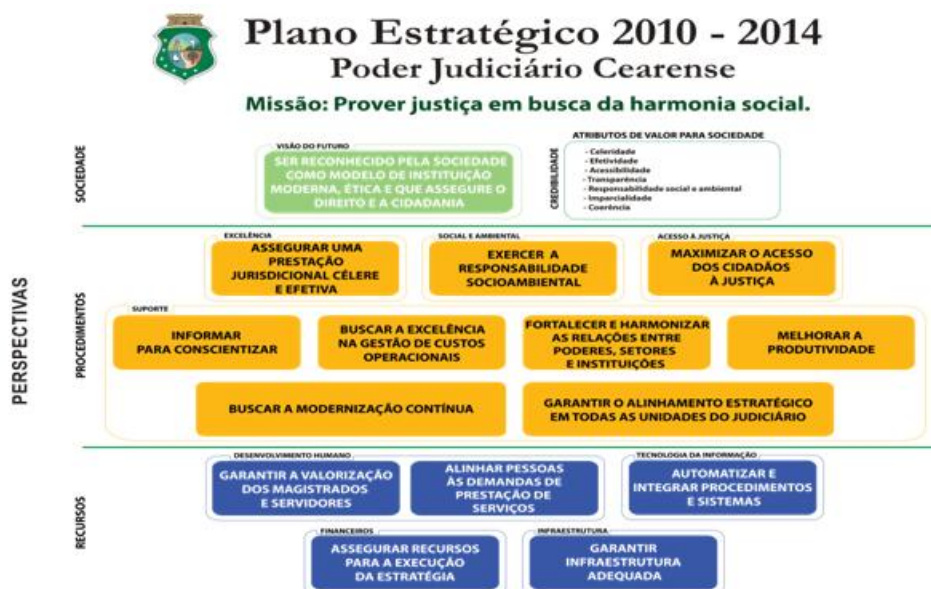 Plano Estratégico 2010 - 2014
Poder Judiciário Cearense
Missão: Prover justiça em busca da harmonia social.
PERSPECTIVAS
SOCIEDADE
VISÃO DO FUTURO
SER RECONHECIDO PELA SOCIEDADE
COMO MODELO DE INSTITUIÇÃO
MODERNA, ÉTICA E QUE ASSEGURE O
DIREITO E A CIDADANIA
ATRIBUTOS DE VALOR PARA SOCIEDADE
CREDIBILIDADE
- Celeridade
- Efetividade
- Acessibilidade
- Transparência
- Responsabilidade social e ambiental
- Imparcialidade
- Coerência
PROCEDIMENTOS
EXCELÊNCIA
ASSEGURAR UMA
PRESTAÇÃO
JURISDICIONAL CÉLERE
E EFETIVA
SOCIAL E AMBIENTAL
EXERCER A
RESPONSABILIDADE
SOCIOAMBIENTAL
ACESSO À JUSTIÇA
MAXIMIZAR O ACESSO
DOS CIDADÃOS
À JUSTIÇA
SUPORTE
INFORMAR
PARA CONSCIENTIZAR
BUSCAR A EXCELÊNCIA
NA GESTÃO DE CUSTOS
OPERACIONAIS
FORTALECER E HARMONIZAR
AS RELAÇÕES ENTRE
PODERES, SETORES
E INSTITUIÇÕES
MELHORAR A
PRODUTIVIDADE
BUSCAR A MODERNIZAÇÃO CONTÍNUA
GARANTIR O ALINHAMENTO ESTRATÉGICO
EM TODAS AS UNIDADES DO JUDICIÁRIO
RECURSOS
DESENVOLVIMENTO HUMANO
GARANTIR A VALORIZAÇÃO
DOS MAGISTRADOS
E SERVIDORES
ALINHAR PESSOAS
ÀS DEMANDAS DE
PRESTAÇÃO DE
SERVIÇOS
TECNOLOGIA DA INFORMAÇÃO
AUTOMATIZAR E
INTEGRAR PROCEDIMENTOS
E SISTEMAS
FINANCEIROS
ASSEGURAR RECURSOS
PARA A EXECUÇÃO
DA ESTRATÉGIA
INFRAESTRUTURA
GARANTIR
INFRAESTRUTURA
ADEQUADA